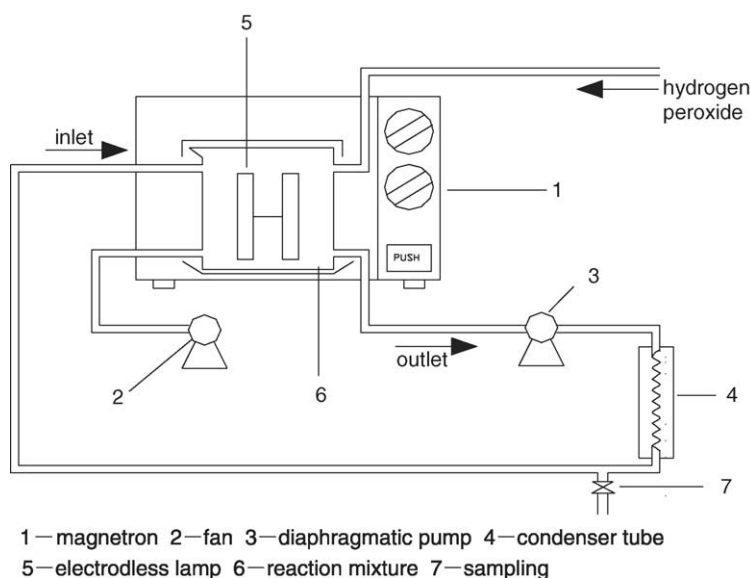 5
inlet
hydrogen
peroxide
1
PUSH
3
2
outlet
6
4
7
1—magnetron 2—fan 3—diaphragmatic pump 4—condenser tube
5—electrodless lamp 6—reaction mixture 7—sampling